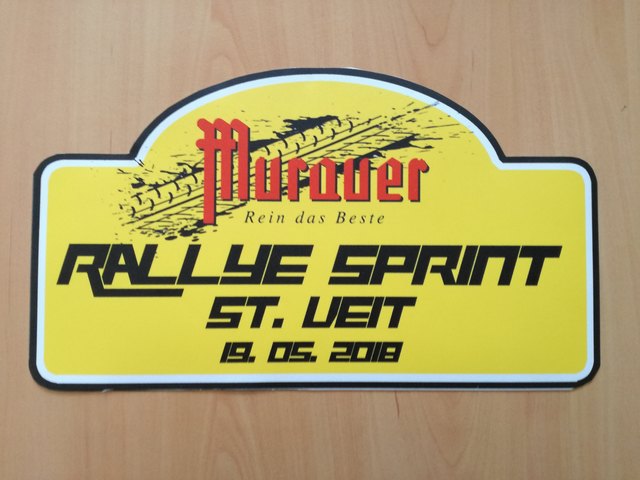 Murauer
Rein das Beste
RALLYE SPRINT
ST. VEIT
19. 05. 2018